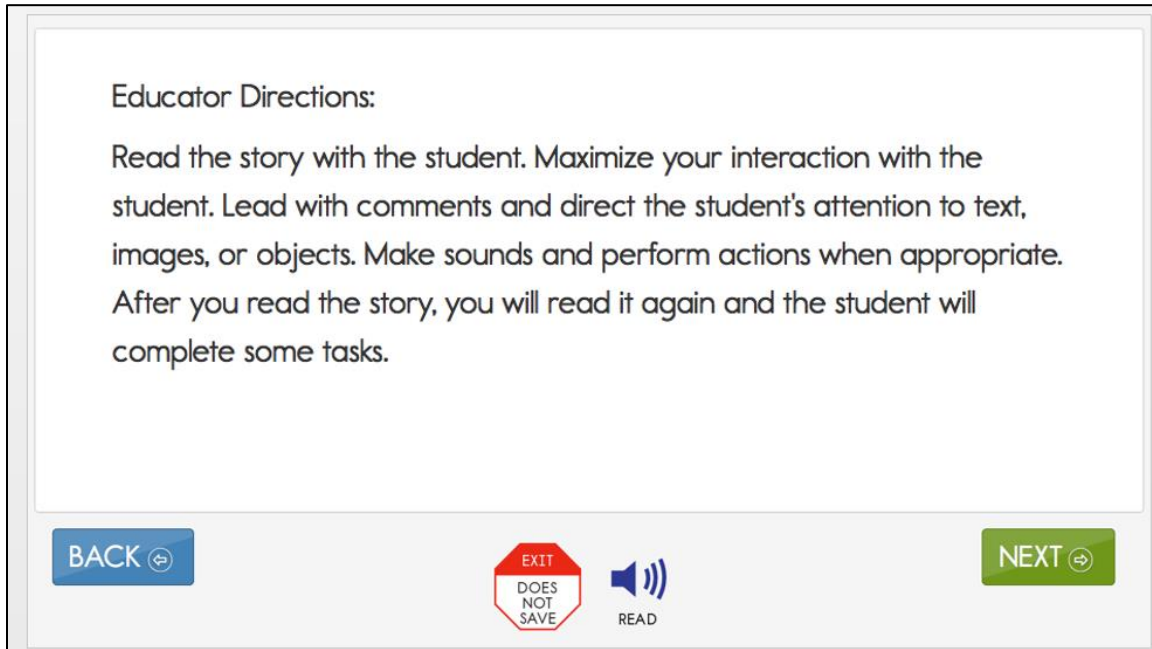 Educator Directions:
Read the story with the student. Maximize your interaction with the
student. Lead with comments and direct the student's attention to text,
images, or objects. Make sounds and perform actions when appropriate.
After you read the story, you will read it again and the student will
complete some tasks.
BACK
EXIT
DOES
NOT
SAVE
READ
NEXT